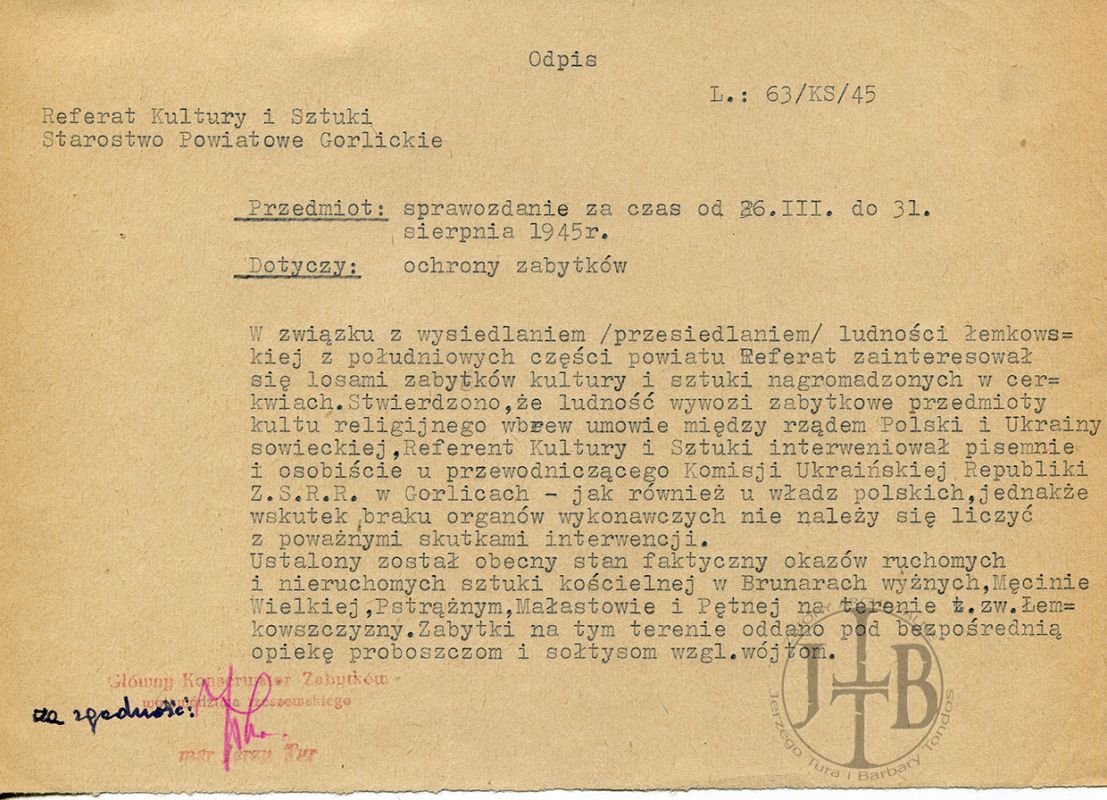 Odpis
L.: 63/KS/45
Referat Kultury i Sztuki
Starostwo Powiatowe Gorlickie
Przedmiot: sprawozdanie za czas od 26.III. do 31.
sierpnia 1945r.
Dotyczy: ochrony zabytków
W związku z wysiedlaniem /przesiedlaniem/ ludności łemkows=
kiej z południowych części powiatu Referat zainteresował
się losami zabytków kultury i sztuki nagromadzonych w cer=
kwiach.Stwierdzono,że ludność wywozi zabytkowe przedmioty
kultu religijnego wbrew umowie między rządem Polski i Ukrainy
sowieckiej,Referent Kultury i Sztuki interweniował pisemnie
i osobiście u przewodniczącego Komisji Ukraińskiej Republiki
Z.S.R.R. w Gorlicach - jak również u władz polskich,jednakże
wskutek braku organów wykonawczych nie należy się liczyć
z poważnymi skutkami interwencji.
Ustalony został obecny stan faktyczny okazów ruchomych
i nieruchomych sztuki kościelnej w Brunarach wyżnych,Męcinie
Wielkiej,Pstrążnym,Małastowie i Pętnej na terenie t.zw.Łem=
kowszczyzny.Zabytki na tym terenie oddano pod bezpośrednią
opiekę proboszczom i sołtysom wzgl.wójtom.
Główny Konserwator Zabytków
województwa rzeszowskiego
za zgodność:
mgr Jerzy Tur
J B
Jerzego Tura i Barbary Tondos